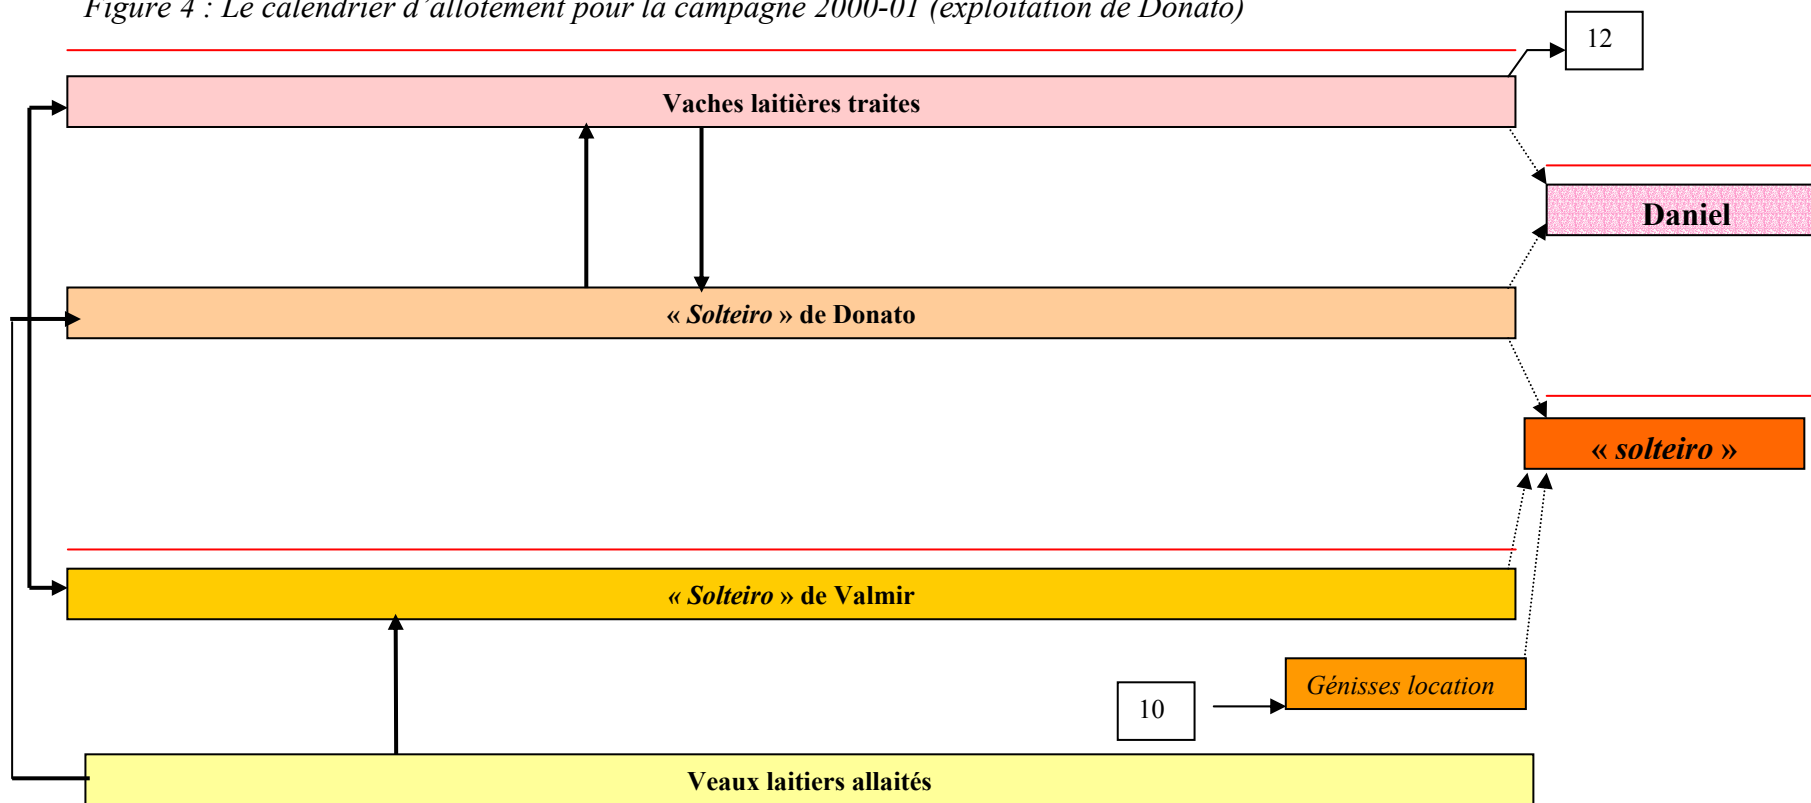 Figure 4 : Le calendrier d’allotement pour la campagne 2000-01 (exploitation de Donato)
12
Vaches laitières traites
Daniel
« Solteiro » de Donato
« solteiro »
« Solteiro » de Valmir
Génisses location
10
Veaux laitiers allaités